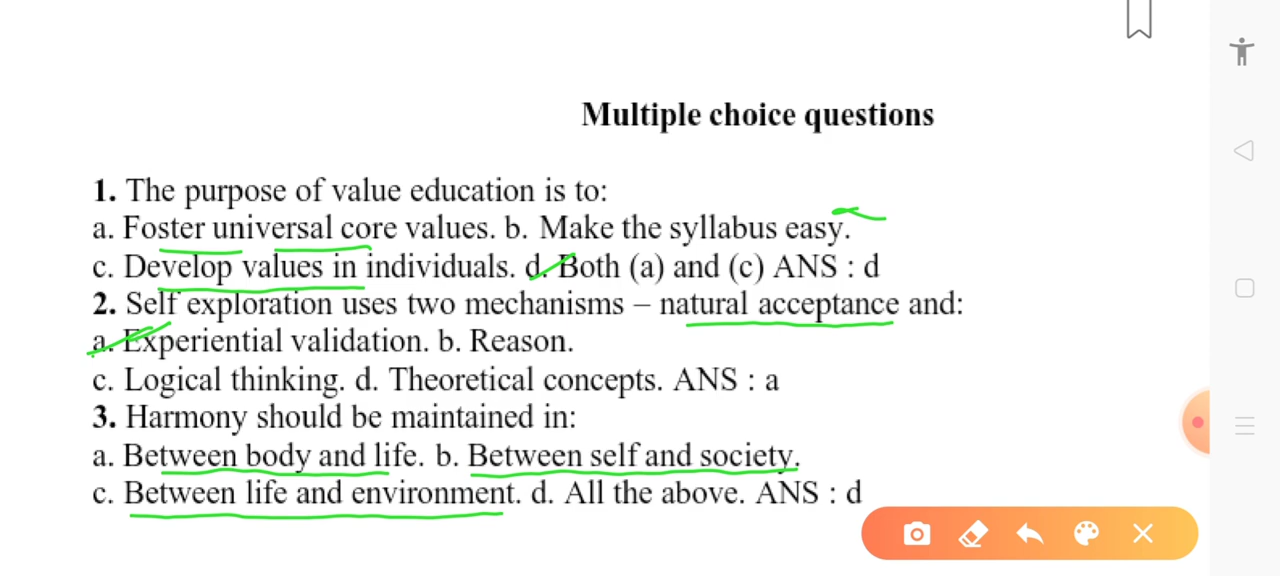 Multiple choice questions
1. The purpose of value education is to:
a. Foster universal core values. b. Make the syllabus easy.
c. Develop values in individuals. d. Both (a) and (c) ANS : d
2. Self exploration uses two mechanisms – natural acceptance and:
a. Experiential validation. b. Reason.
c. Logical thinking. d. Theoretical concepts. ANS : a
3. Harmony should be maintained in:
a. Between body and life. b. Between self and society.
c. Between life and environment. d. All the above. ANS : d